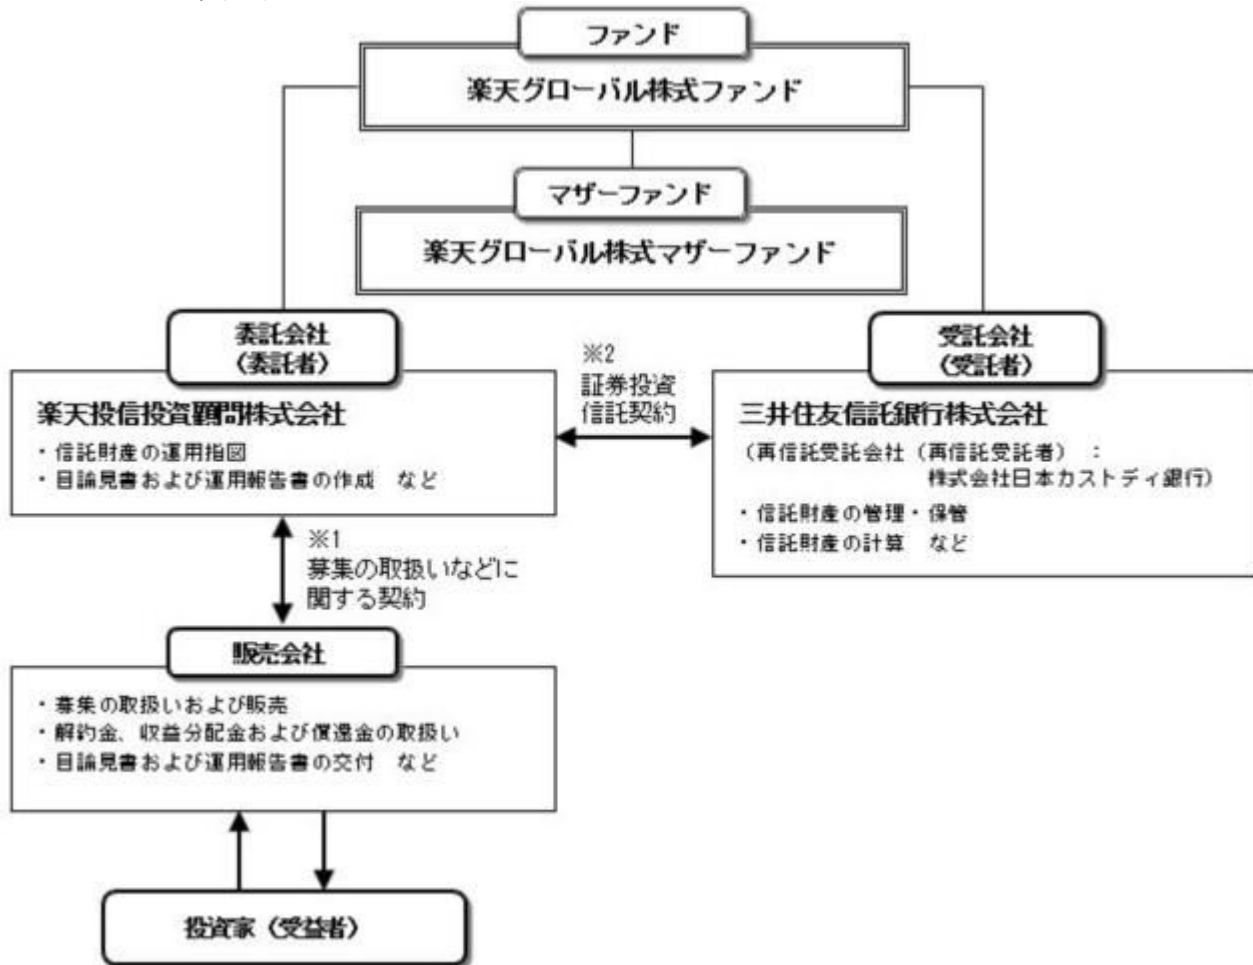 ファンド
楽天グローバル株式ファンド
マザーファンド
楽天グローバル株式マザーファンド
委託会社
(委託者)
楽天投信投資顧問株式会社
・信託財産の運用指図
・目論見書および運用報告書の作成 など
※2
証券投資
信託契約
受託会社
(受託者)
三井住友信託銀行株式会社
(再信託受託会社(再信託受託者) :
株式会社日本カストディ銀行)
・信託財産の管理・保管
・信託財産の計算 など
※1
募集の取扱いなどに
関する契約
販売会社
・募集の取扱いおよび販売
・解約金、収益分配金および償還金の取扱い
・目論見書および運用報告書の交付 など
投資家(受益者)